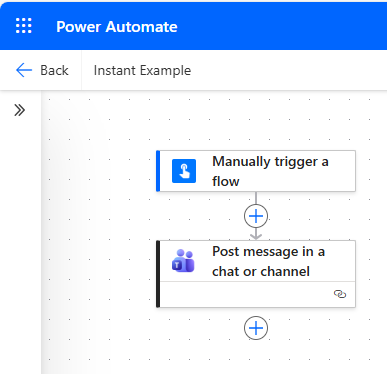 Power Automate
Back
Instant Example
Manually trigger a
flow
Post message in a
chat or channel